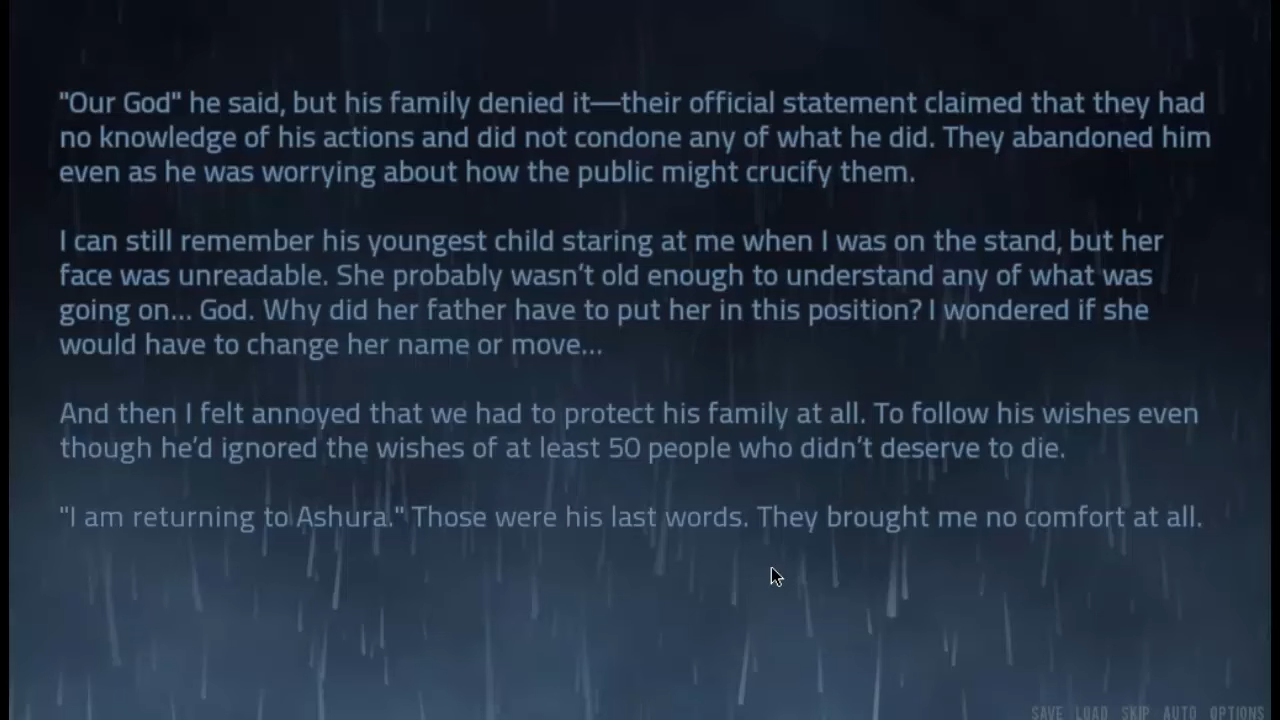 "Our God" he said, but his family denied it—their official statement claimed that they had
no knowledge of his actions and did not condone any of what he did. They abandoned him
even as he was worrying about how the public might crucify them.
I can still remember his youngest child staring at me when I was on the stand, but her
face was unreadable. She probably wasn’t old enough to understand any of what was
going on... God. Why did her father have to put her in this position? I wondered if she
would have to change her name or move...
And then I felt annoyed that we had to protect his family at all. To follow his wishes even
though he’d ignored the wishes of at least 50 people who didn’t deserve to die.
"I am returning to Ashura." Those were his last words. They brought me no comfort at all.
SAVE LOAD SKIP AUTO OPTIONS